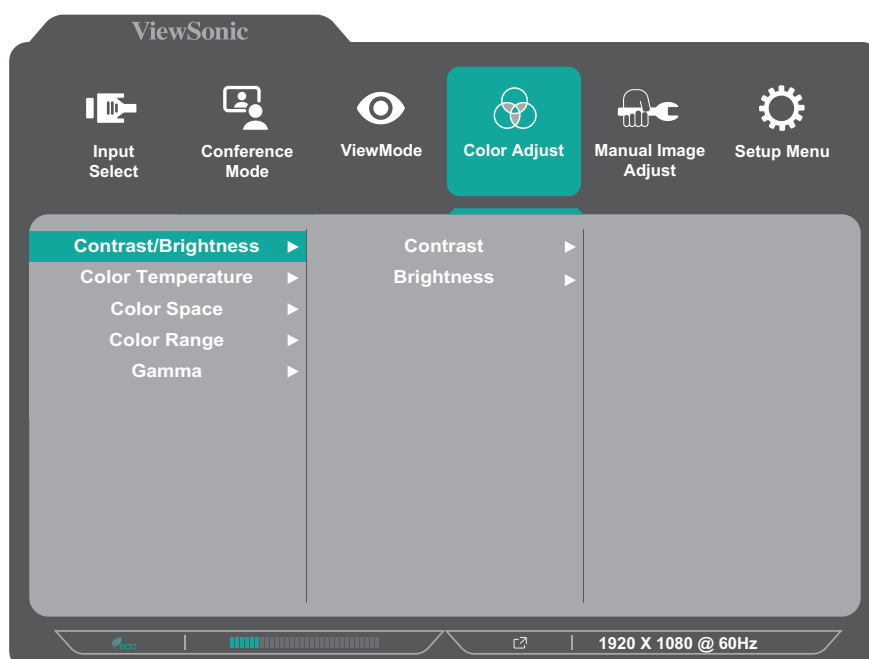 ViewSonic
Input
Select
Conference
Mode
ViewMode
Color Adjust
Manual Image
Adjust
Setup Menu
Contrast/Brightness
Color Temperature
Color Space
Color Range
Gamma
Contrast
Brightness
eco
1920 X 1080 @ 60Hz